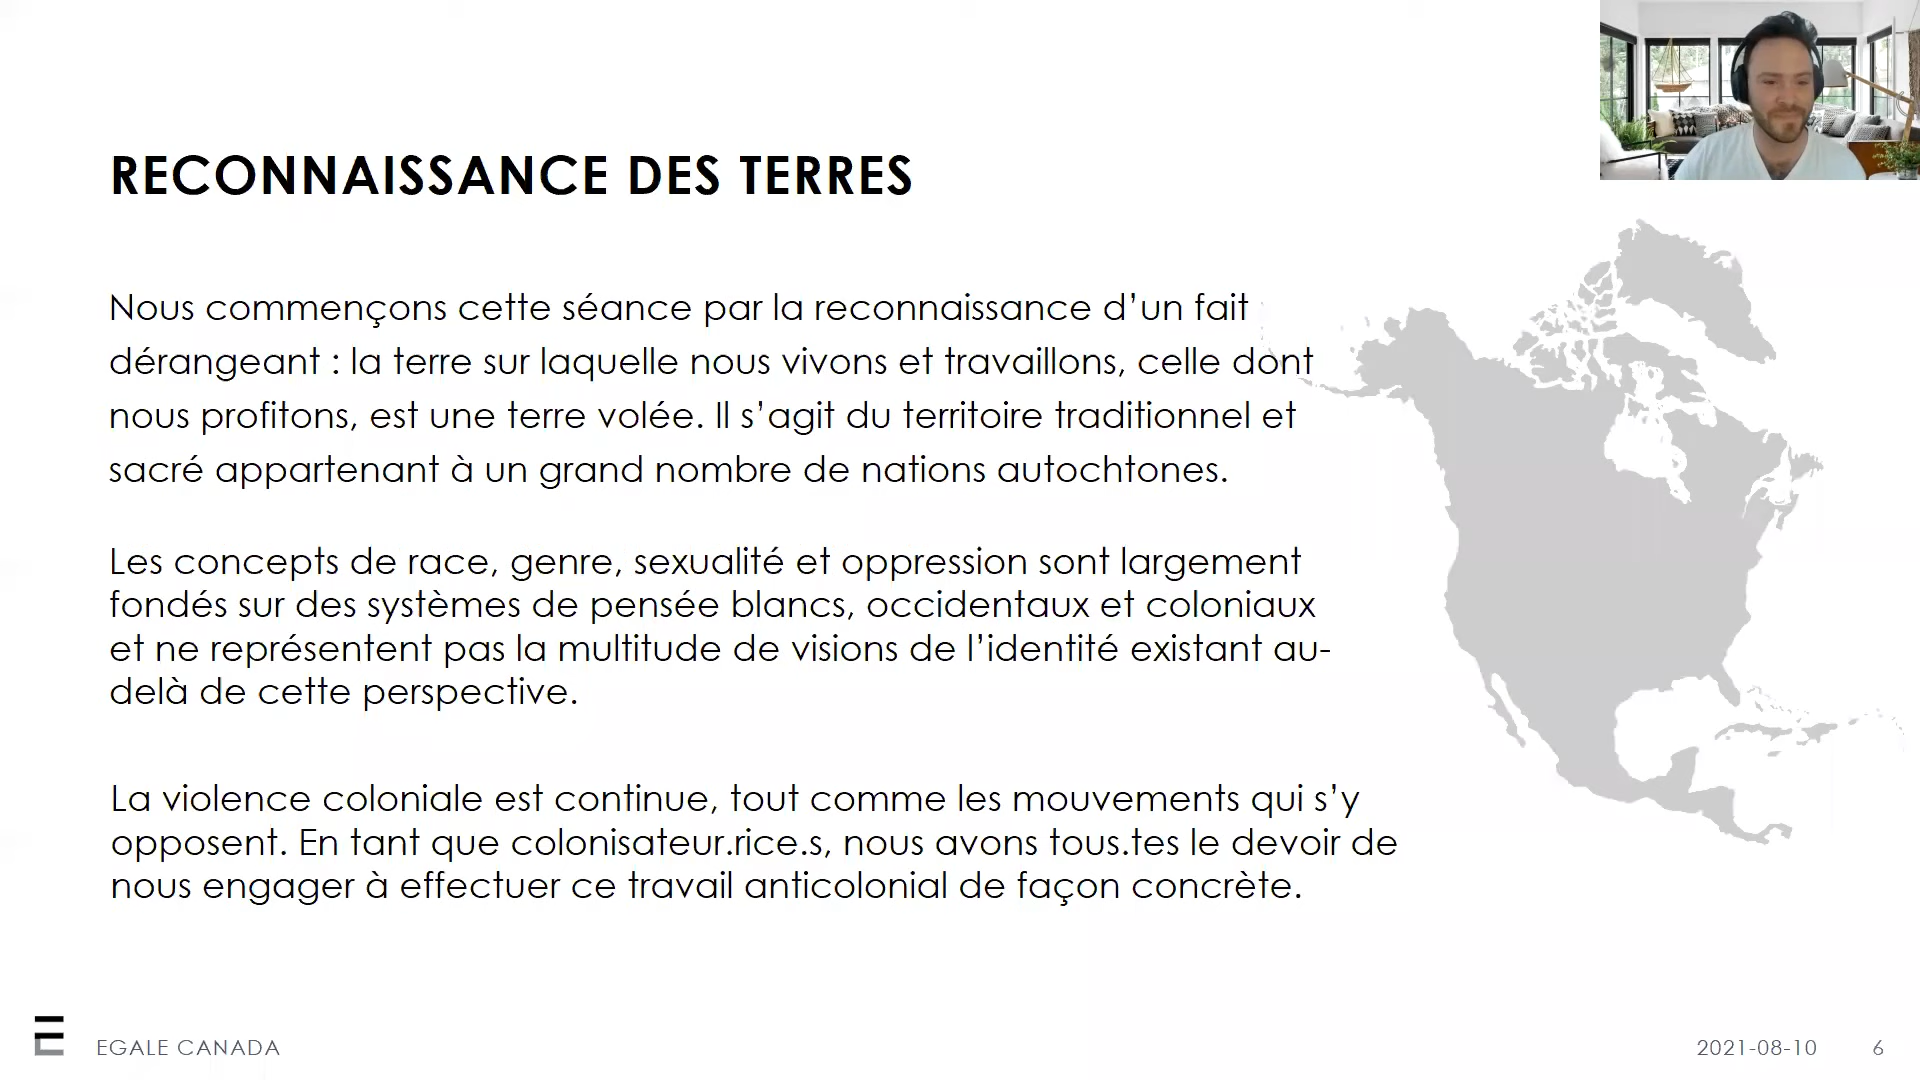 RECONNAISSANCE DES TERRES
Nous commençons cette séance par la reconnaissance d’un fait
dérangeant : la terre sur laquelle nous vivons et travaillons, celle dont
nous profitons, est une terre volée. Il s’agit du territoire traditionnel et
sacré appartenant à un grand nombre de nations autochtones.
Les concepts de race, genre, sexualité et oppression sont largement
fondés sur des systèmes de pensée blancs, occidentaux et coloniaux
et ne représentent pas la multitude de visions de l’identité existant au-
delà de cette perspective.
La violence coloniale est continue, tout comme les mouvements qui s’y
opposent. En tant que colonisateur.rice.s, nous avons tous.tes le devoir de
nous engager à effectuer ce travail anticolonial de façon concrète.
EGALE CANADA
2021-08-10
6